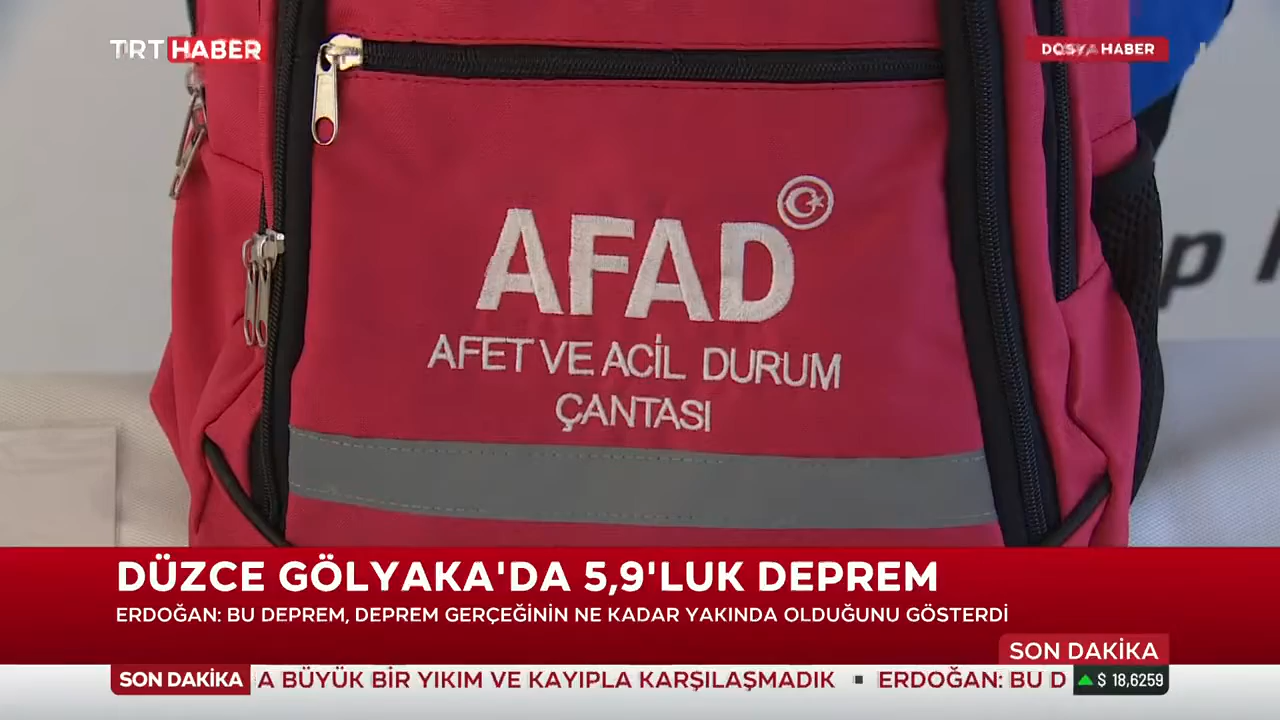 TRT HABER
DOSYA HABER
AFAD
AFET VE ACİL DURUM
ÇANTASI
DÜZCE GÖLYAKA'DA 5,9'LUK DEPREM
ERDOĞAN: BU DEPREM, DEPREM GERÇEĞİNİN NE KADAR YAKINDA OLDUĞUNU GÖSTERDİ
SON DAKİKA
SON DAKİKA A BÜYÜK BİR YIKIM VE KAYIPLA KARŞILAŞMADIK ▪ ERDOĞAN: BU D $ 18,6259